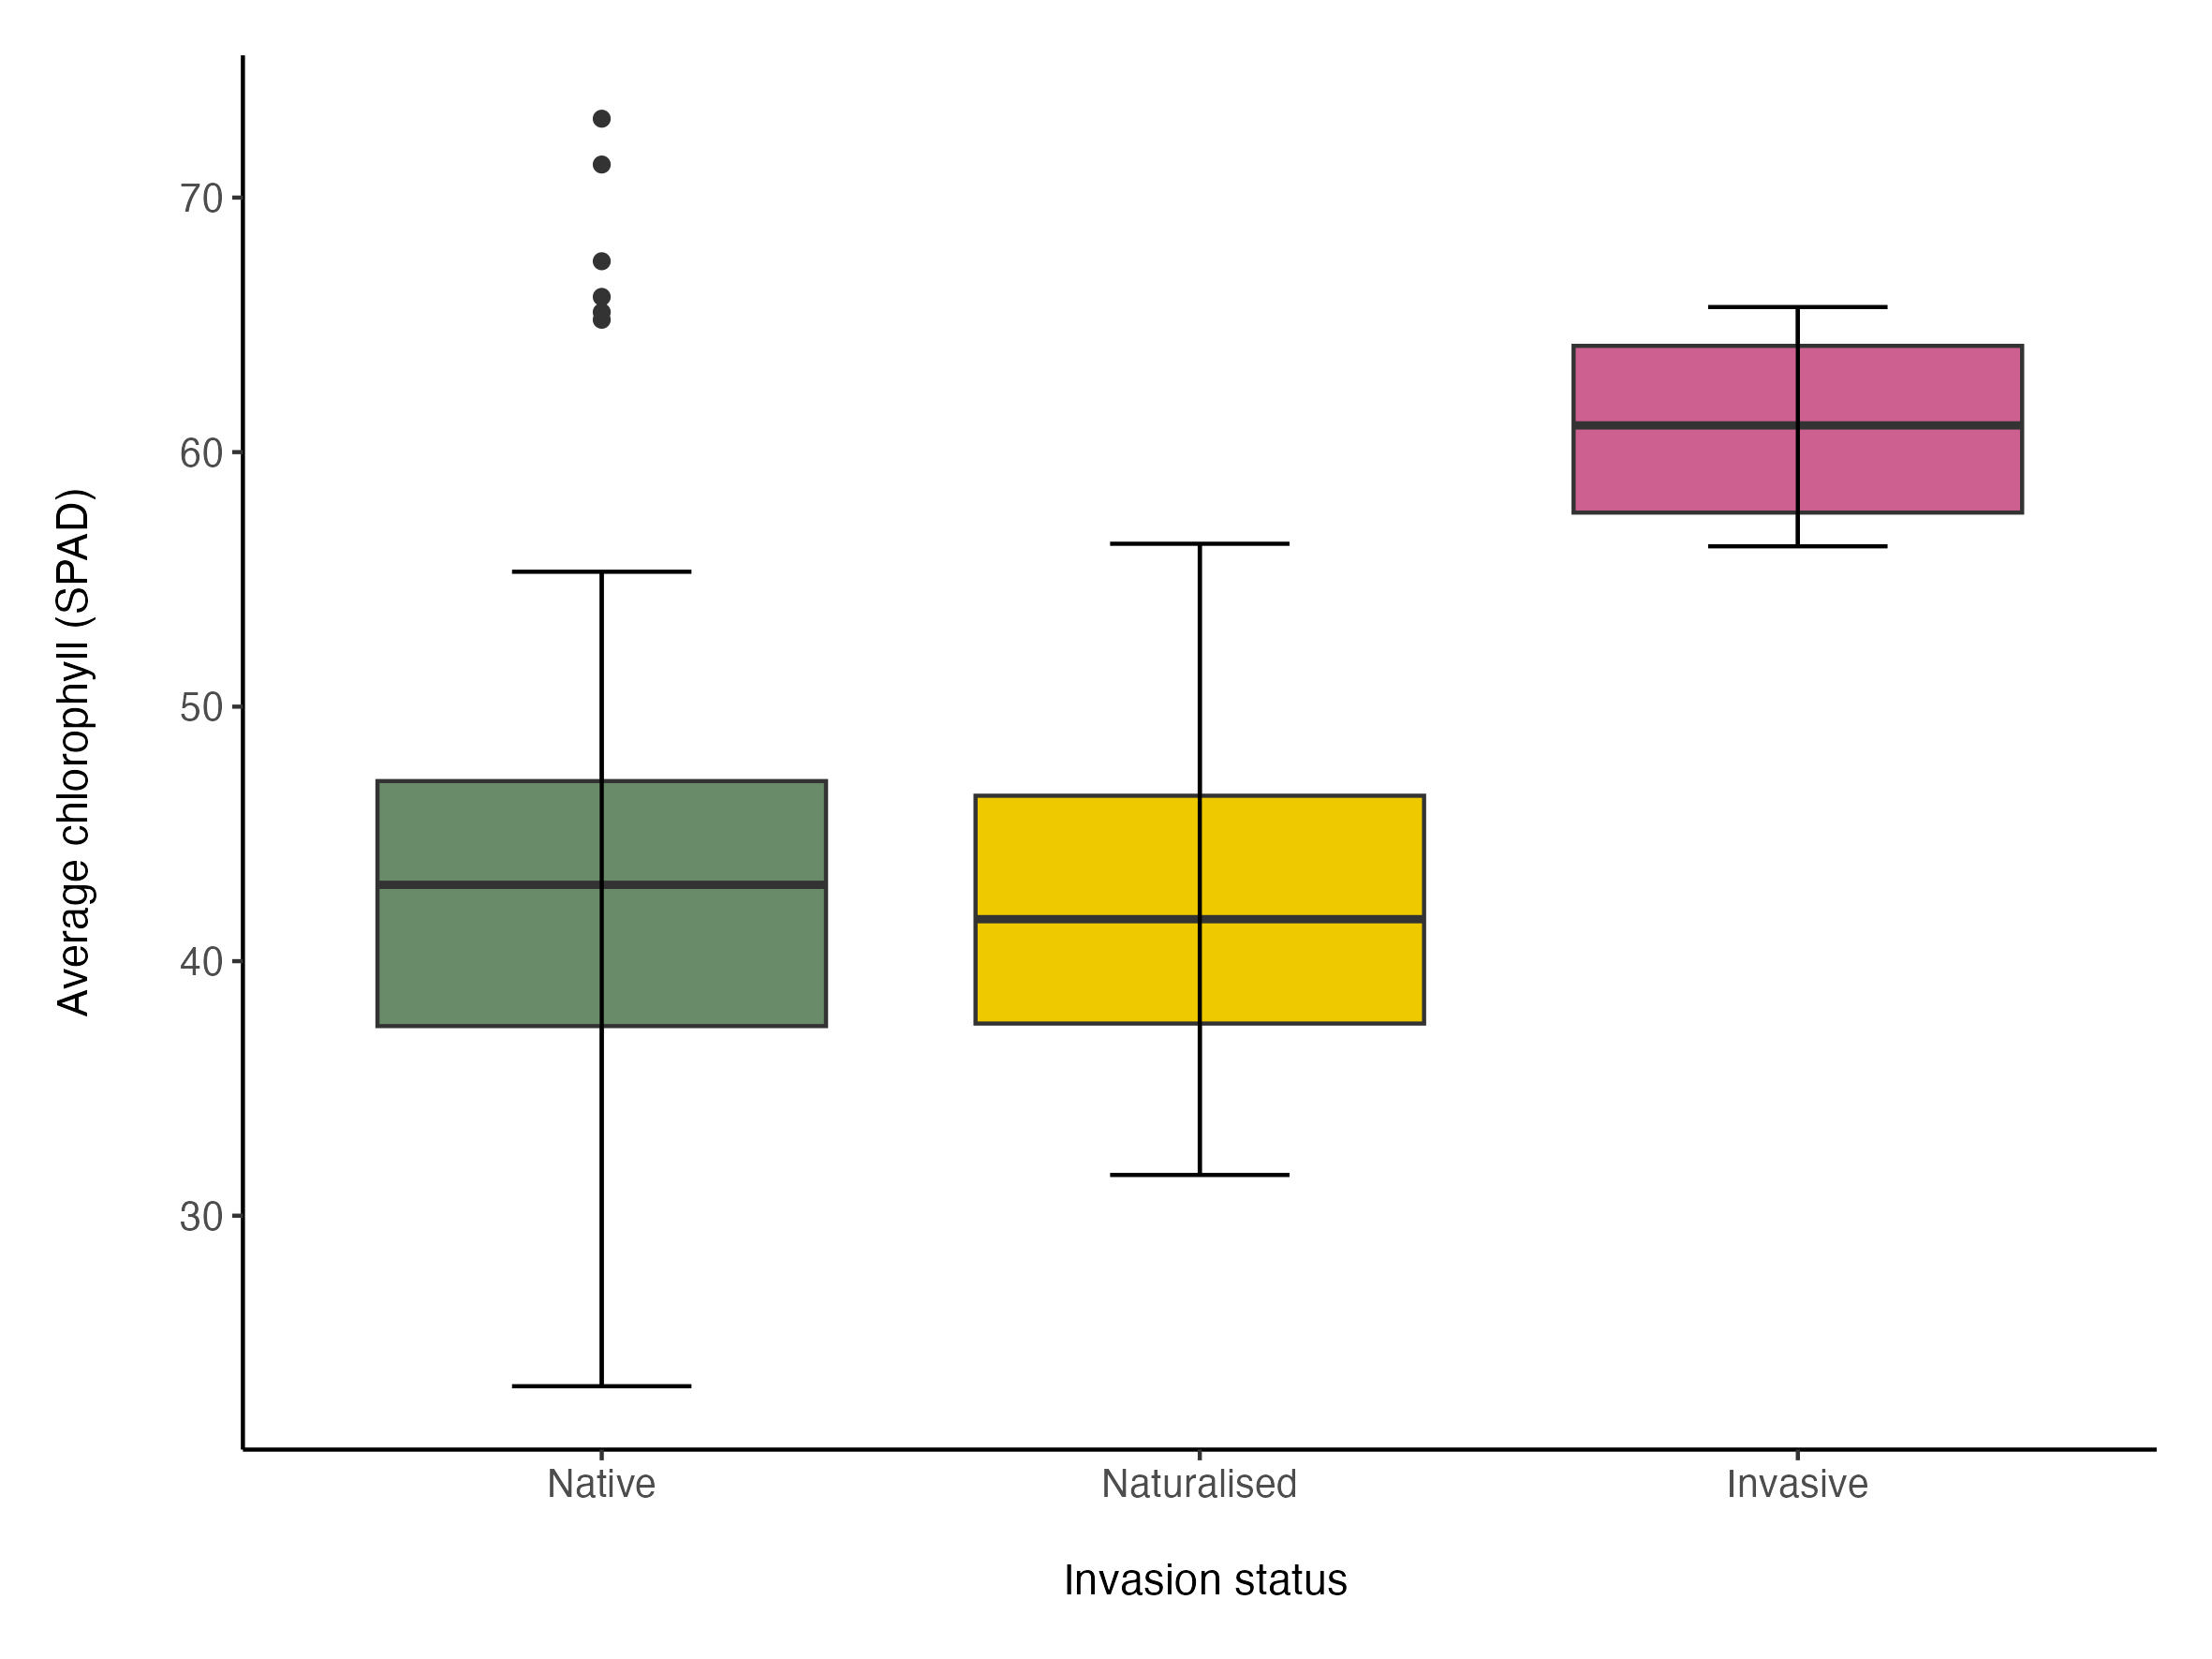 Average chlorophyll (SPAD)
70
60
50
40
30
Native
Naturalised
Invasive
Invasion status